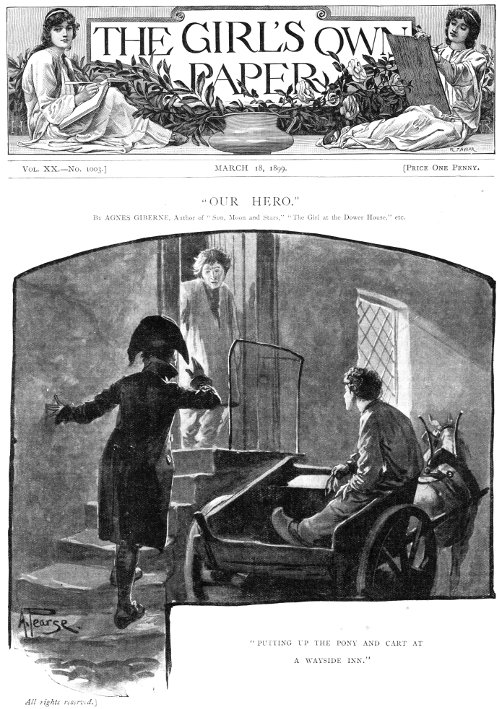 THE GIRL'S OWN
PAPER
R. TAYLOR
VOL. XX.—NO. 1003.]
MARCH 18, 1899.
[PRICE ONE PENNY.
"OUR HERO."
BY AGNES GIBERNE, Author of "Sun, Moon and Stars," "The Girl at the Dower House," etc.
A. Pearse.
"PUTTING UP THE PONY AND CART AT
A WAYSIDE INN."
All rights reserved.]